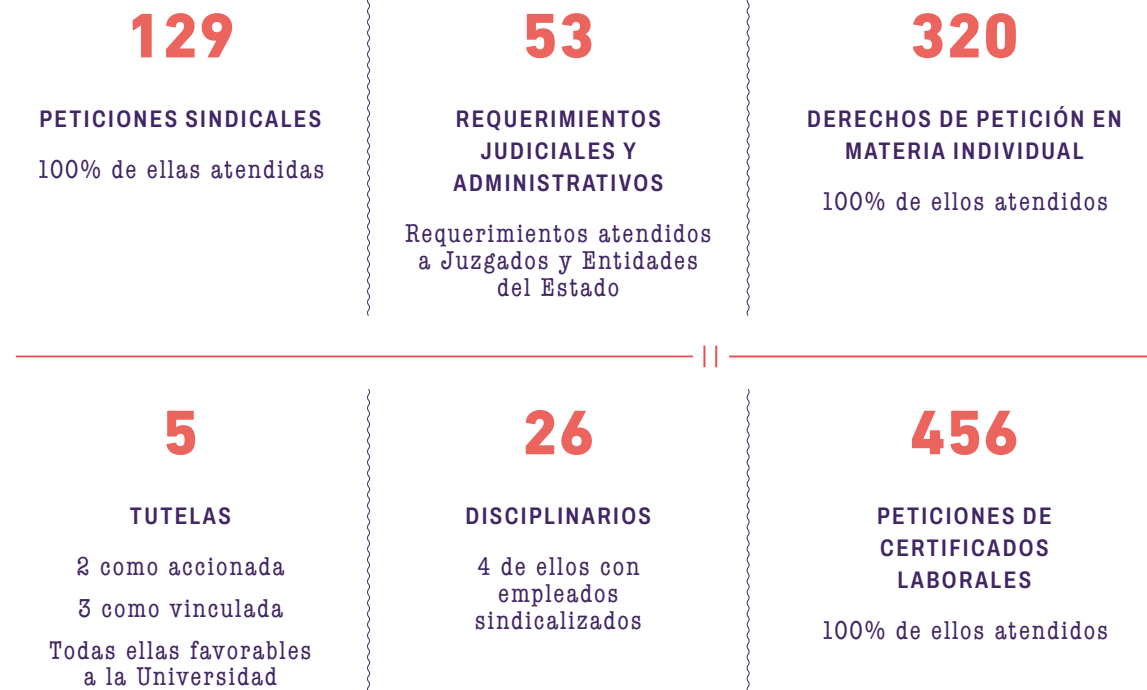 129
PETICIONES SINDICALES
100% de ellas atendidas
53
REQUERIMIENTOS
JUDICIALES Y
ADMINISTRATIVOS
Requerimientos atendidos
a Juzgados y Entidades
del Estado
320
DERECHOS DE PETICIÓN EN
MATERIA INDIVIDUAL
100% de ellos atendidos
5
TUTELAS
2 como accionada
3 como vinculada
Todas ellas favorables
a la Universidad
26
DISCIPLINARIOS
4 de ellos con
empleados
sindicalizados
456
PETICIONES DE
CERTIFICADOS
LABORALES
100% de ellos atendidos